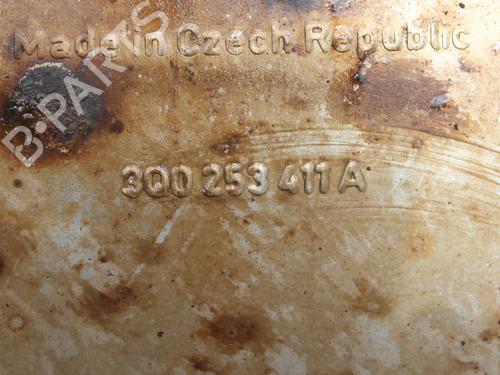 Made in Czech Republic
B-PARTS
3Q0 253 411 A